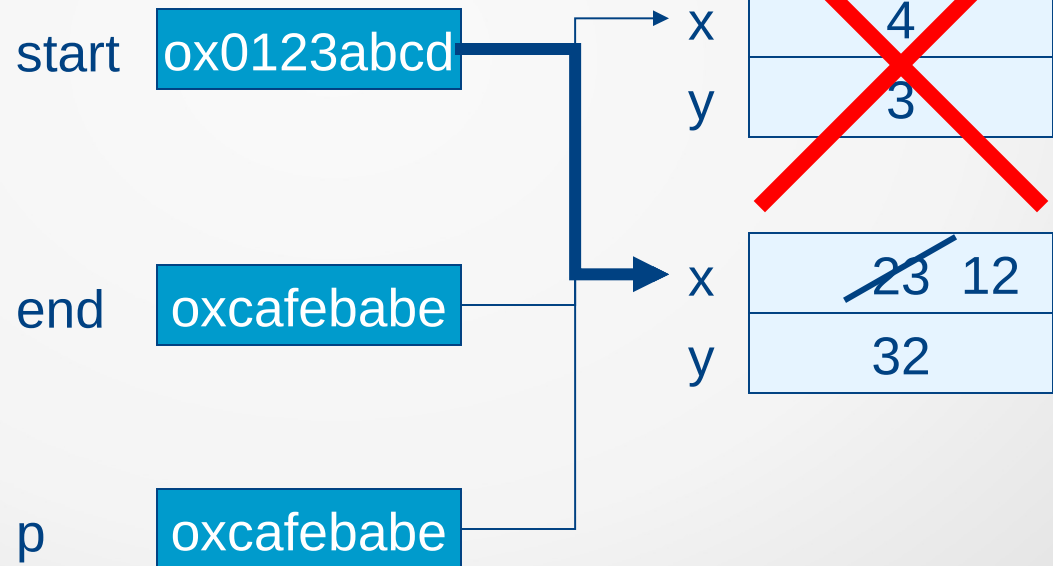 start ox0123abcd x 4
y 3
end oxcafebabe x 23 12
y 32
p oxcafebabe